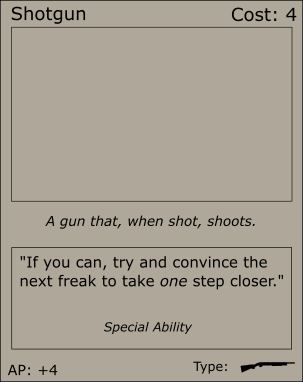 Shotgun Cost: 4
A gun that, when shot, shoots.
"If you can, try and convince the
next freak to take one step closer."
Special Ability
AP: +4 Type: